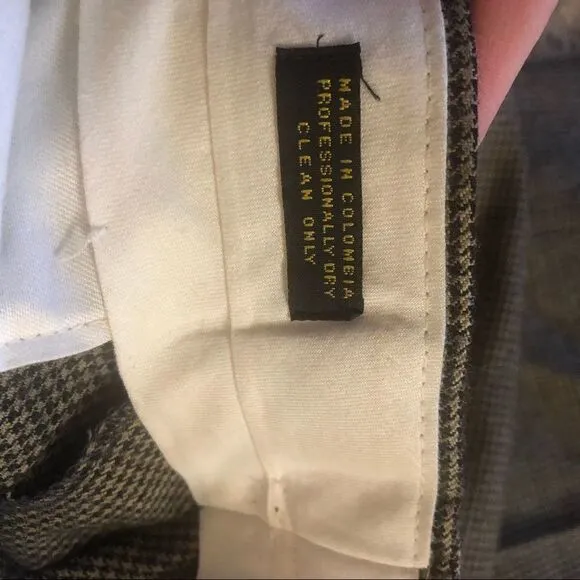 MADE IN COLOMBIA
PROFESSIONALLY DRY
CLEAN ONLY